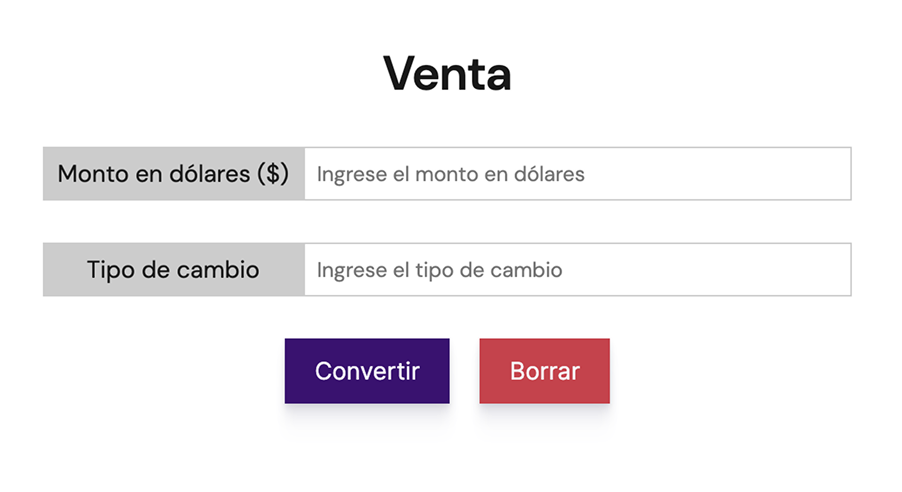 Venta
Monto en dólares ($) Ingrese el monto en dólares
Tipo de cambio Ingrese el tipo de cambio
Convertir Borrar